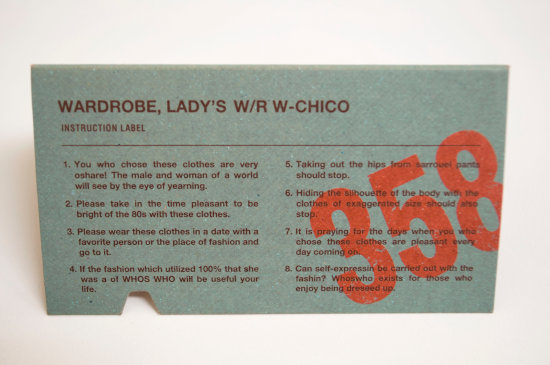 WARDROBE, LADY'S W/R W-CHICO
INSTRUCTION LABEL
1. You who chose these clothes are very
oshare! The male and woman of a world
will see by the eye of yearning.
2. Please take in the time pleasant to be
bright of the 80s with these clothes.
3. Please wear these clothes in a date with a
favorite person or the place of fashion and
go to it.
4. If the fashion which utilized 100% that she
was a of WHOS WHO will be useful your
life.
5. Taking out the hips from sarrouel pants
should stop.
6. Hiding the silhouette of the body with the
clothes of exaggerated size should also
stop.
7. It is praying for the days when you who
chose these clothes are pleasant every
day coming on.
8. Can self-expressin be carried out with the
fashin? Whoswho exists for those who
enjoy being dressed up.
358